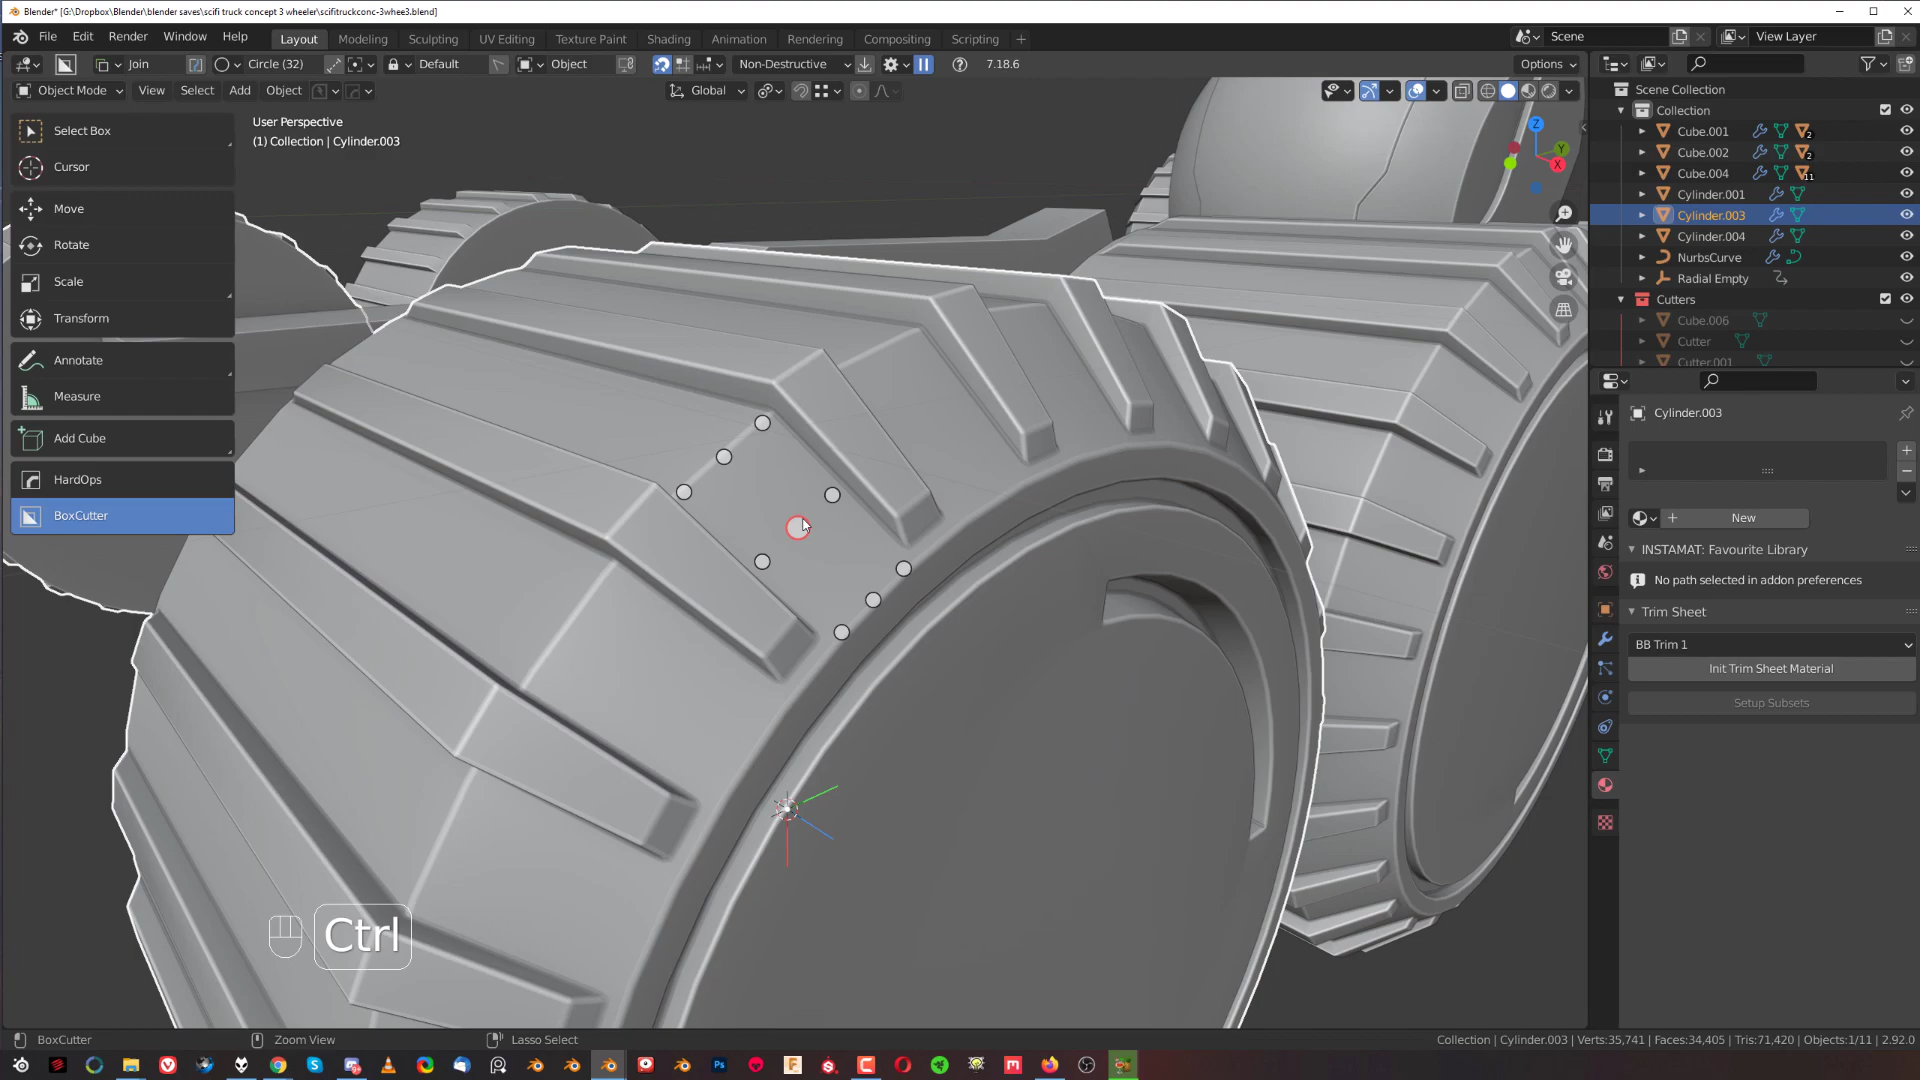 Blender* [G:\Dropbox\Blender\blender saves\scifi truck concept 3 wheeler\scifitruckconc-3whee3.blend]
File Edit Render Window Help Layout Modeling Sculpting UV Editing Texture Paint Shading Animation Rendering Compositing Scripting + Scene View Layer
Join Circle (32) Default Object Non-Destructive 7.18.6 Options
Object Mode View Select Add Object Global
User Perspective
(1) Collection | Cylinder.003
Select Box
Cursor
Move
Rotate
Scale
Transform
Annotate
Measure
Add Cube
HardOps
BoxCutter
Z
Y
X
Ctrl
Scene Collection
Collection
Cube.001 2
Cube.002 2
Cube.004 11
Cylinder.001
Cylinder.003
Cylinder.004
NurbsCurve
Radial Empty
Cutters
Cube.006
Cutter
Cutter.001
Cylinder.003
New
INSTAMAT: Favourite Library
No path selected in addon preferences
Trim Sheet
BB Trim 1
Init Trim Sheet Material
Setup Subsets
BoxCutter Zoom View Lasso Select Collection | Cylinder.003 | Verts:35,741 | Faces:34,405 | Tris:71,420 | Objects:1/11 | 2.92.0